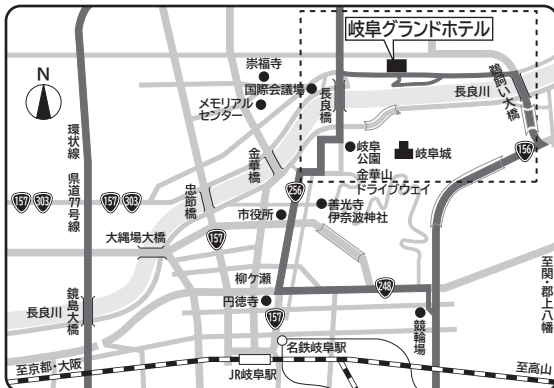 岐阜グランドホテル
崇福寺
国際会議場
メモリアル
センター
長良橋
長良川
鵜飼い大橋
N
環状線
県道77号線
金華橋
忠節橋
岐阜
公園
岐阜城
金華山
ドライブウェイ
156
157
303
157
303
256
市役所
善光寺
伊奈波神社
大縄場大橋
157
柳ケ瀬
248
円徳寺
157
競輪場
至関・郡上八幡
長良川
鏡島大橋
名鉄岐阜駅
JR岐阜駅
至京都・大阪
至高山